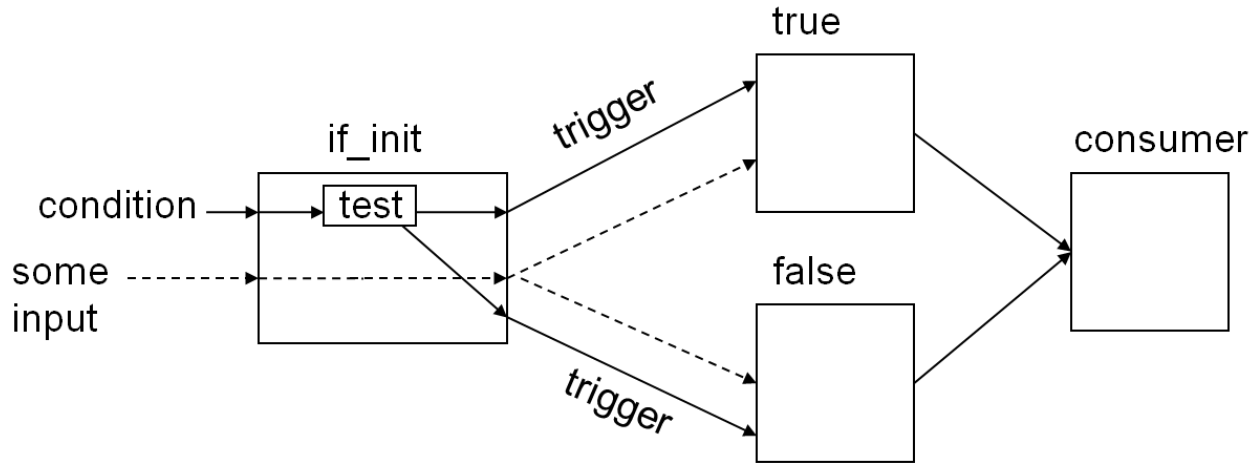 true
trigger
if_init
consumer
condition
test
some
input
false
trigger